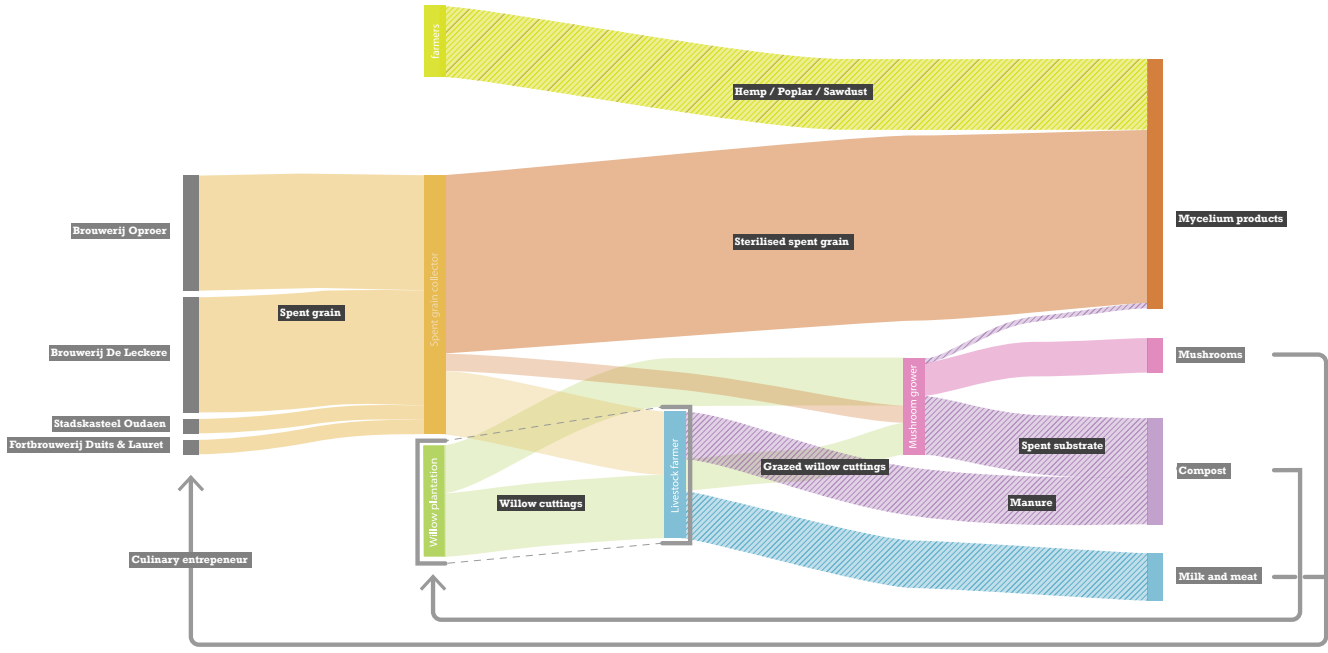 farmers
Hemp / Poplar / Sawdust
Mycelium products
Brouwerij Oproer
Spent grain collector
Sterilised spent grain
Spent grain
Brouwerij De Leckere
Mushrooms
Stadskasteel Oudaen
Fortbrouwerij Duits & Lauret
Mushroom grower
Willow plantation
Livestock farmer
Grazed willow cuttings
Spent substrate
Compost
Willow cuttings
Manure
Culinary entrepeneur
Milk and meat